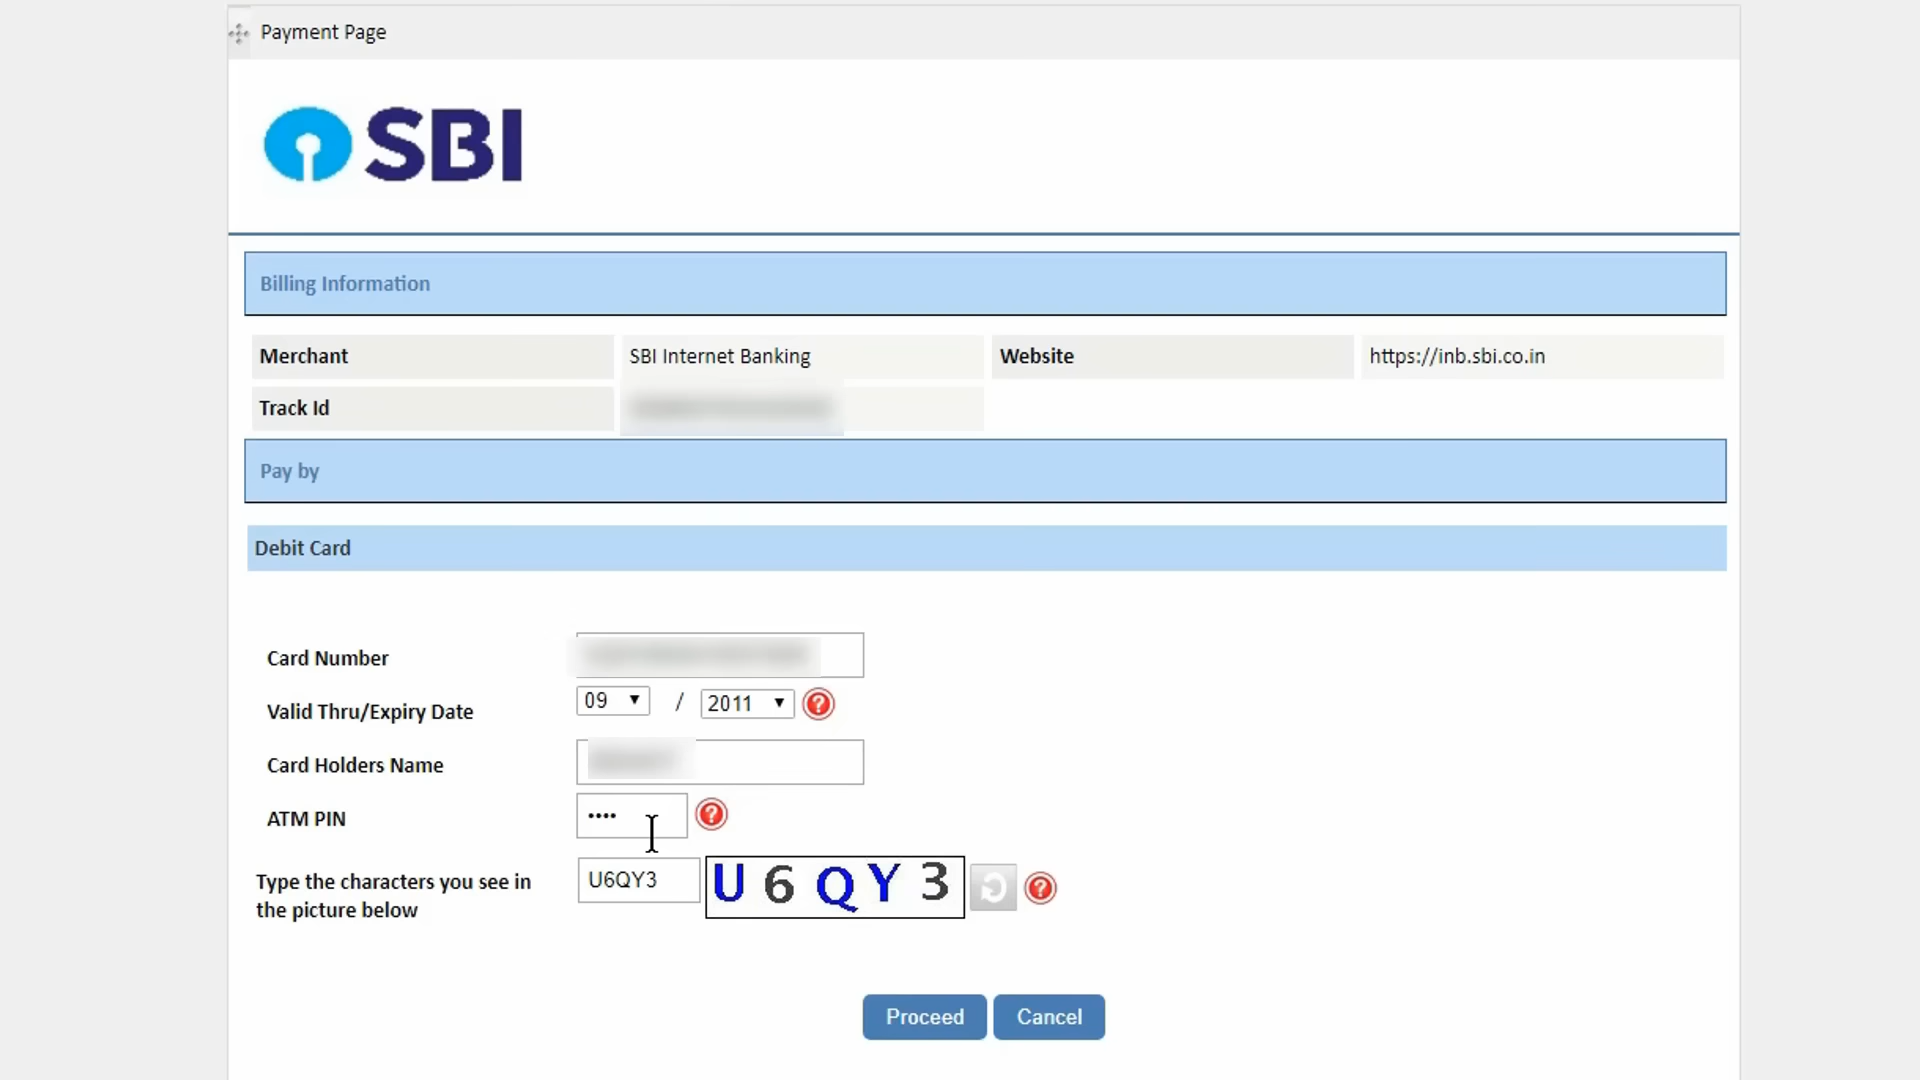 Payment Page
SBI
Billing Information
Merchant SBI Internet Banking Website https://inb.sbi.co.in
Track Id
Pay by
Debit Card
Card Number
Valid Thru/Expiry Date 09 / 2011
Card Holders Name
ATM PIN ••••
Type the characters you see in
the picture below
U6QY3 U 6 Q Y 3
Proceed Cancel